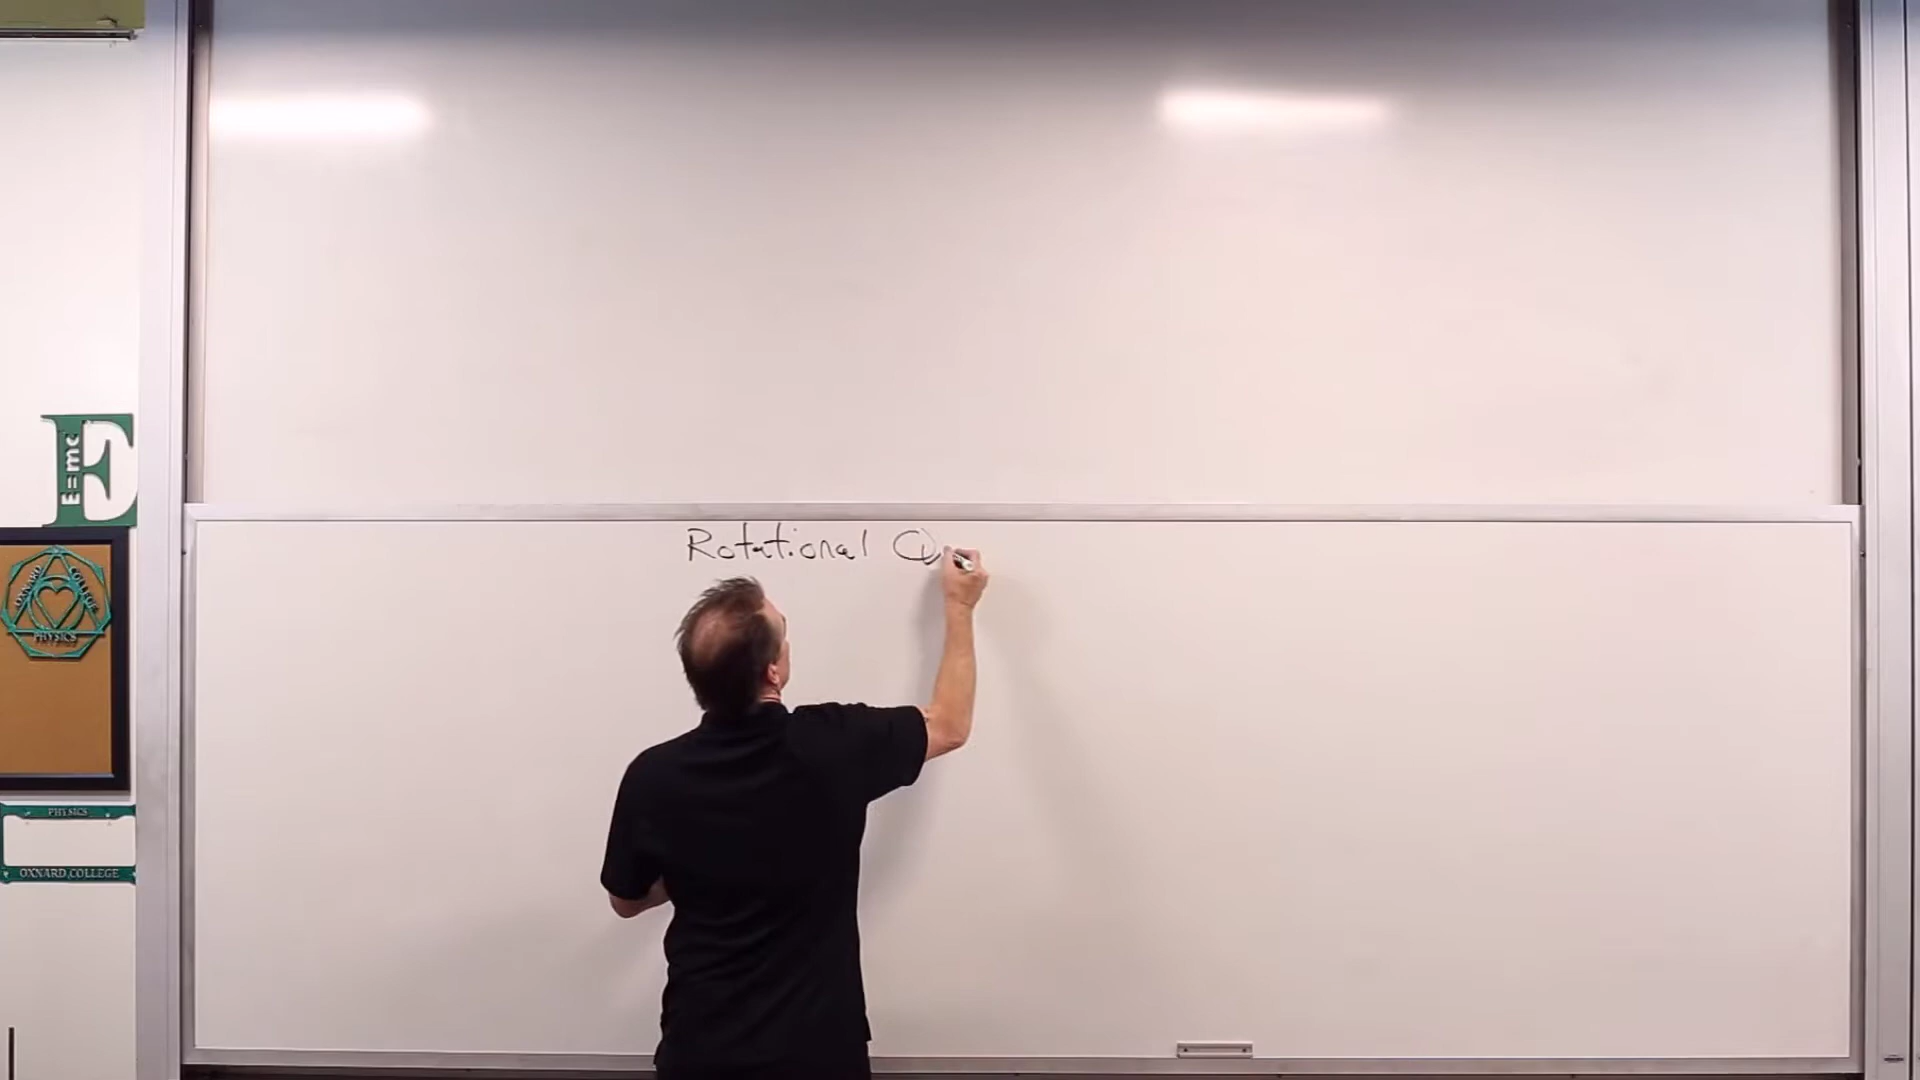 E=mc
OXNARD COLLEGE
PHYSICS
PHYSICS
OXNARD COLLEGE
Rotational